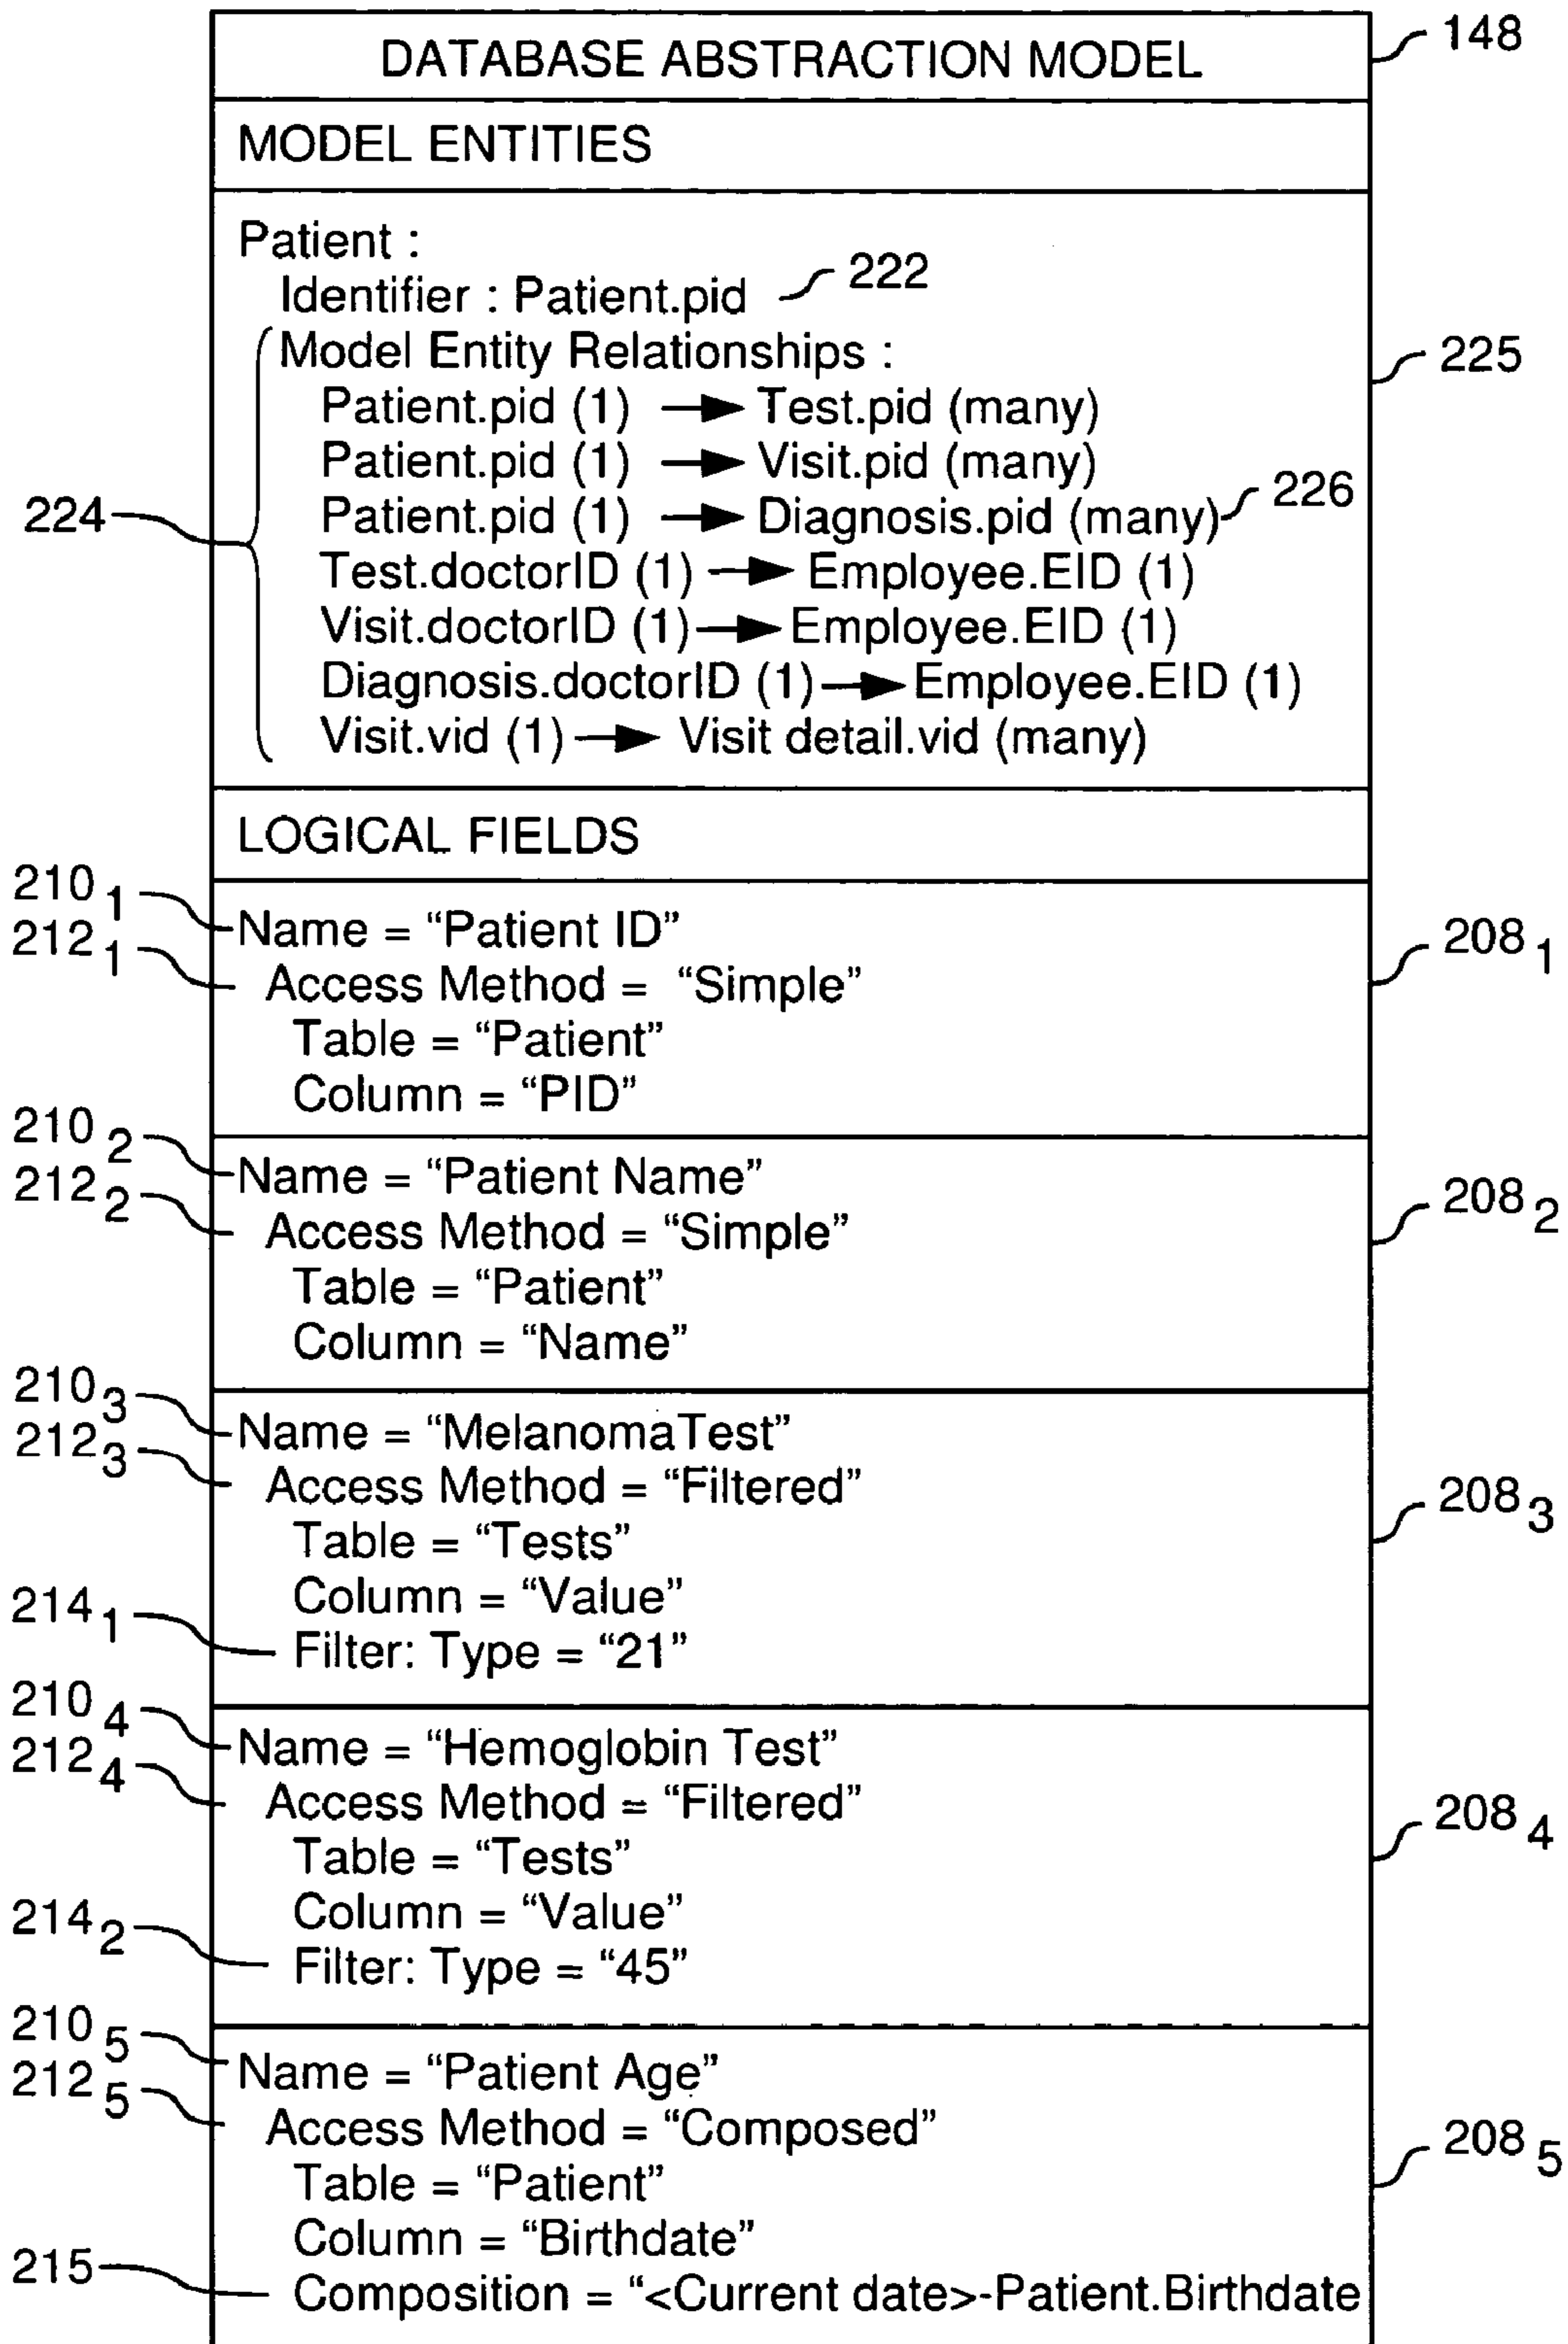 DATABASE ABSTRACTION MODEL
148
MODEL ENTITIES
Patient :
Identifier : Patient.pid
222
225
224
Model Entity Relationships :
Patient.pid (1) → Test.pid (many)
Patient.pid (1) → Visit.pid (many)
Patient.pid (1) → Diagnosis.pid (many)
226
Test.doctorID (1) → Employee.EID (1)
Visit.doctorID (1) → Employee.EID (1)
Diagnosis.doctorID (1) → Employee.EID (1)
Visit.vid (1) → Visit detail.vid (many)
LOGICAL FIELDS
210 1
Name = “Patient ID”
212 1
Access Method = “Simple”
208 1
Table = “Patient”
Column = “PID”
210 2
Name = “Patient Name”
212 2
Access Method = “Simple”
208 2
Table = “Patient”
Column = “Name”
210 3
Name = “MelanomaTest”
212 3
Access Method = “Filtered”
208 3
Table = “Tests”
Column = “Value”
214 1
Filter: Type = “21”
210 4
Name = “Hemoglobin Test”
212 4
Access Method = “Filtered”
208 4
Table = “Tests”
Column = “Value”
214 2
Filter: Type = “45”
210 5
Name = “Patient Age”
212 5
Access Method = “Composed”
208 5
Table = “Patient”
Column = “Birthdate”
215
Composition = “<Current date>-Patient.Birthdate